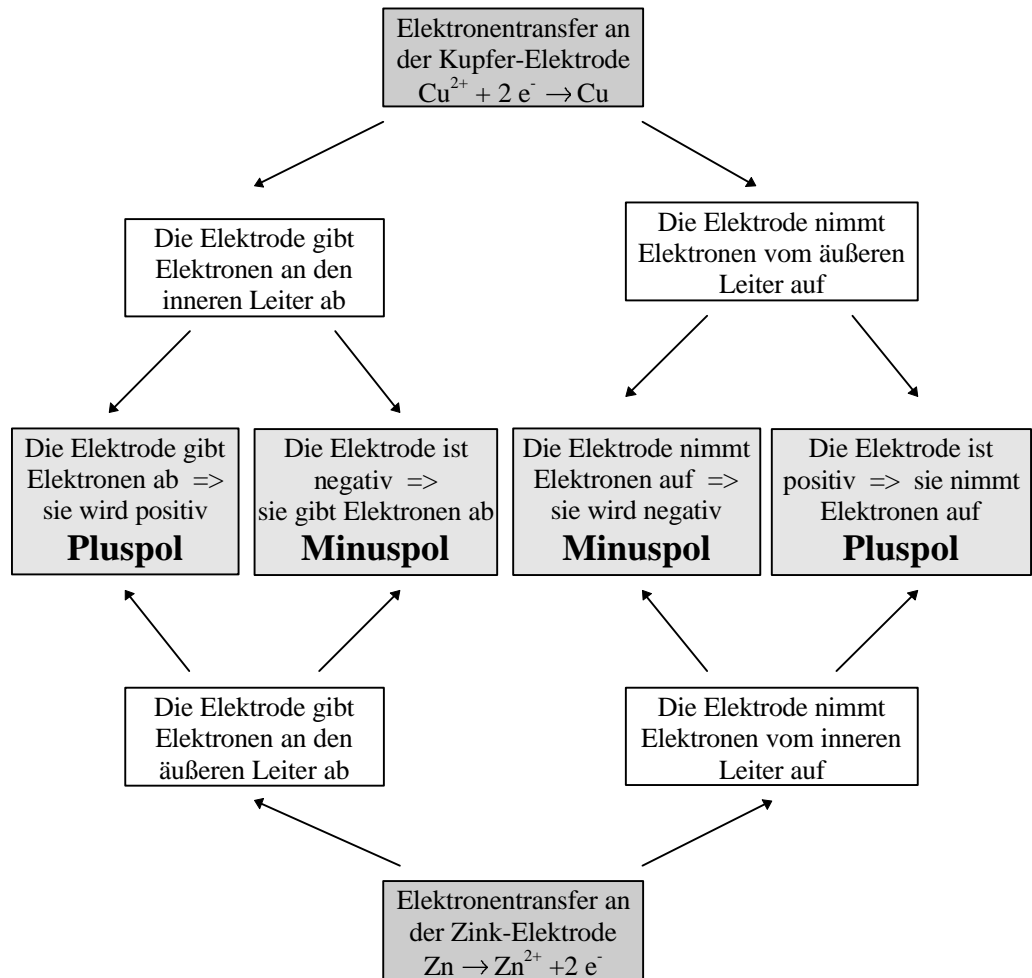 Elektronentransfer an
der Kupfer-Elektrode
Cu²⁺ + 2 e⁻ → Cu
Die Elektrode gibt
Elektronen an den
inneren Leiter ab
Die Elektrode nimmt
Elektronen vom äußeren
Leiter auf
Die Elektrode gibt
Elektronen ab =>
sie wird positiv
Pluspol
Die Elektrode ist
negativ =>
sie gibt Elektronen ab
Minuspol
Die Elektrode nimmt
Elektronen auf =>
sie wird negativ
Minuspol
Die Elektrode ist
positiv => sie nimmt
Elektronen auf
Pluspol
Die Elektrode gibt
Elektronen an den
äußeren Leiter ab
Die Elektrode nimmt
Elektronen vom inneren
Leiter auf
Elektronentransfer an
der Zink-Elektrode
Zn → Zn²⁺ +2 e⁻